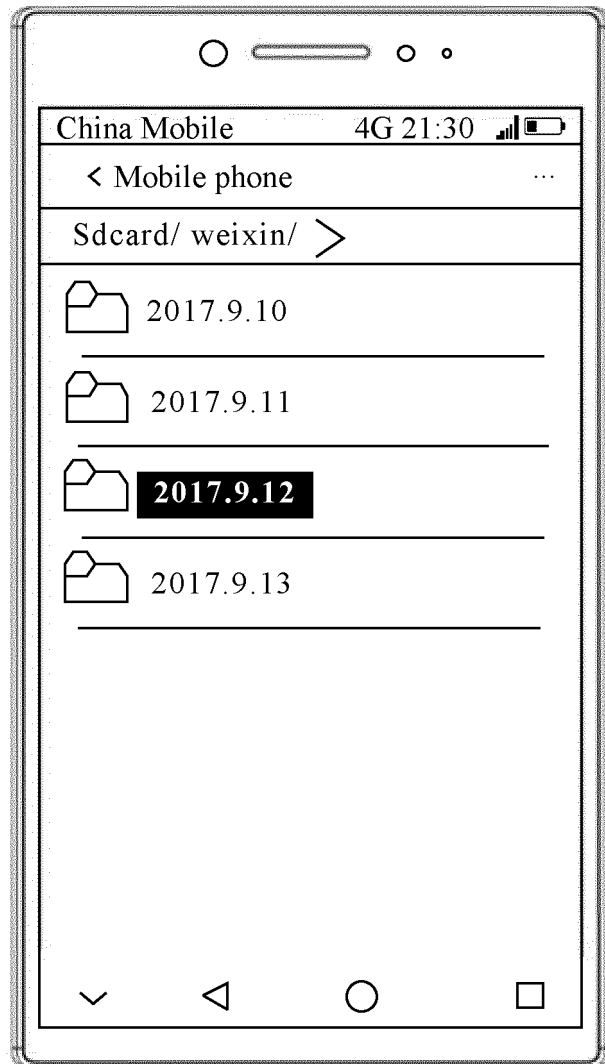 China Mobile 4G 21:30
< Mobile phone ...
Sdcard/ weixin/ >
2017.9.10
2017.9.11
2017.9.12
2017.9.13